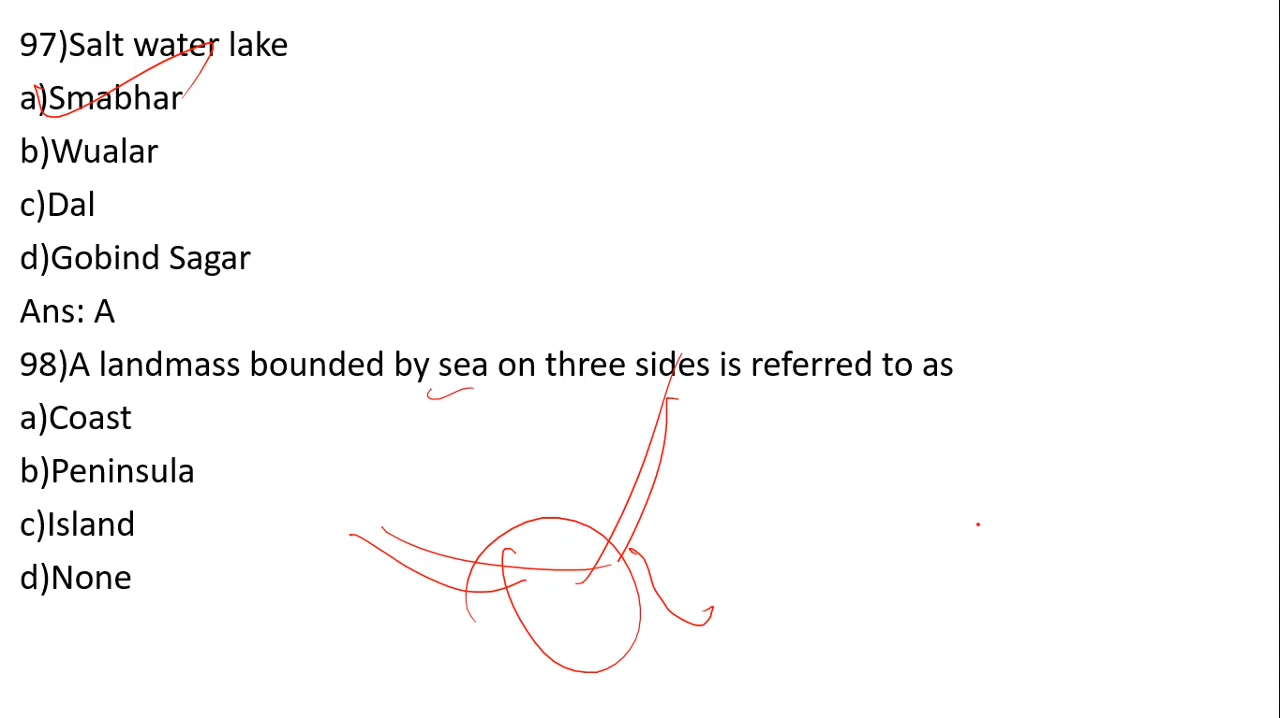 97)Salt water lake
a)Smabhar
b)Wualar
c)Dal
d)Gobind Sagar
Ans: A
98)A landmass bounded by sea on three sides is referred to as
a)Coast
b)Peninsula
c)Island
d)None